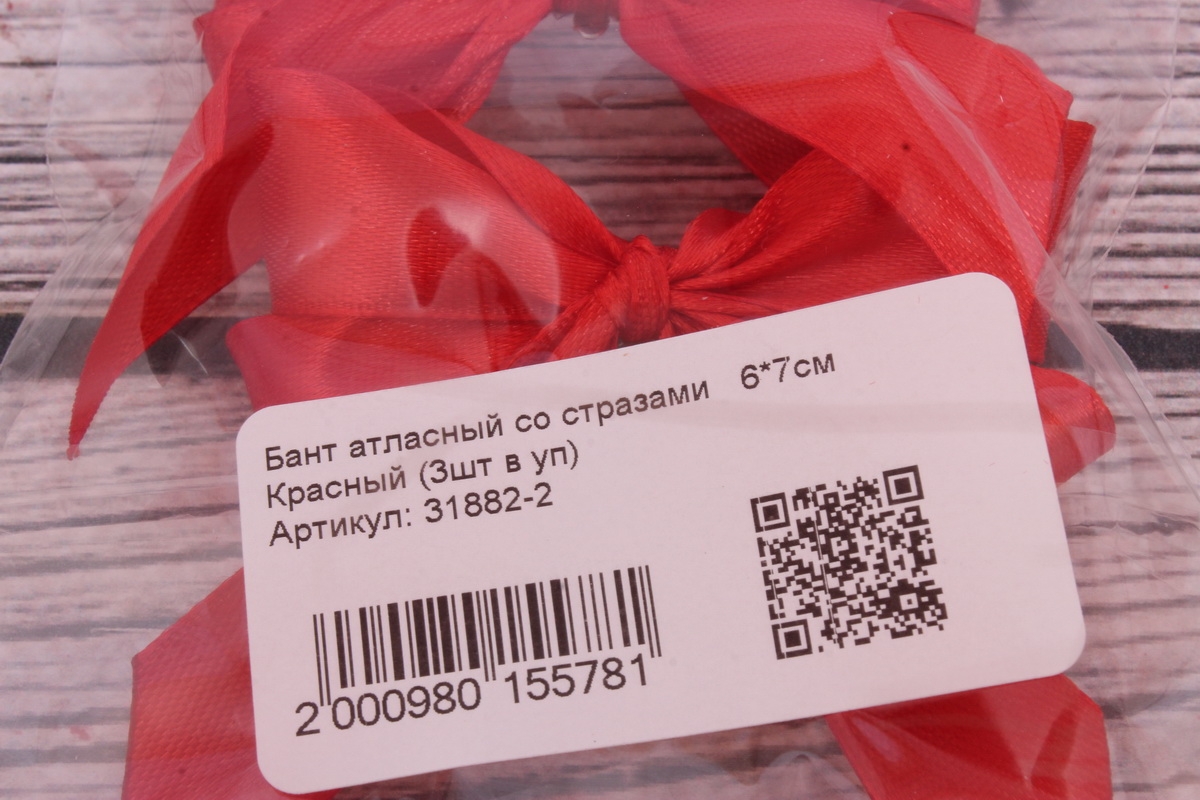 Бант атласный со стразами 6*7см
Красный (3шт в уп)
Артикул: 31882-2
2 000980 155781